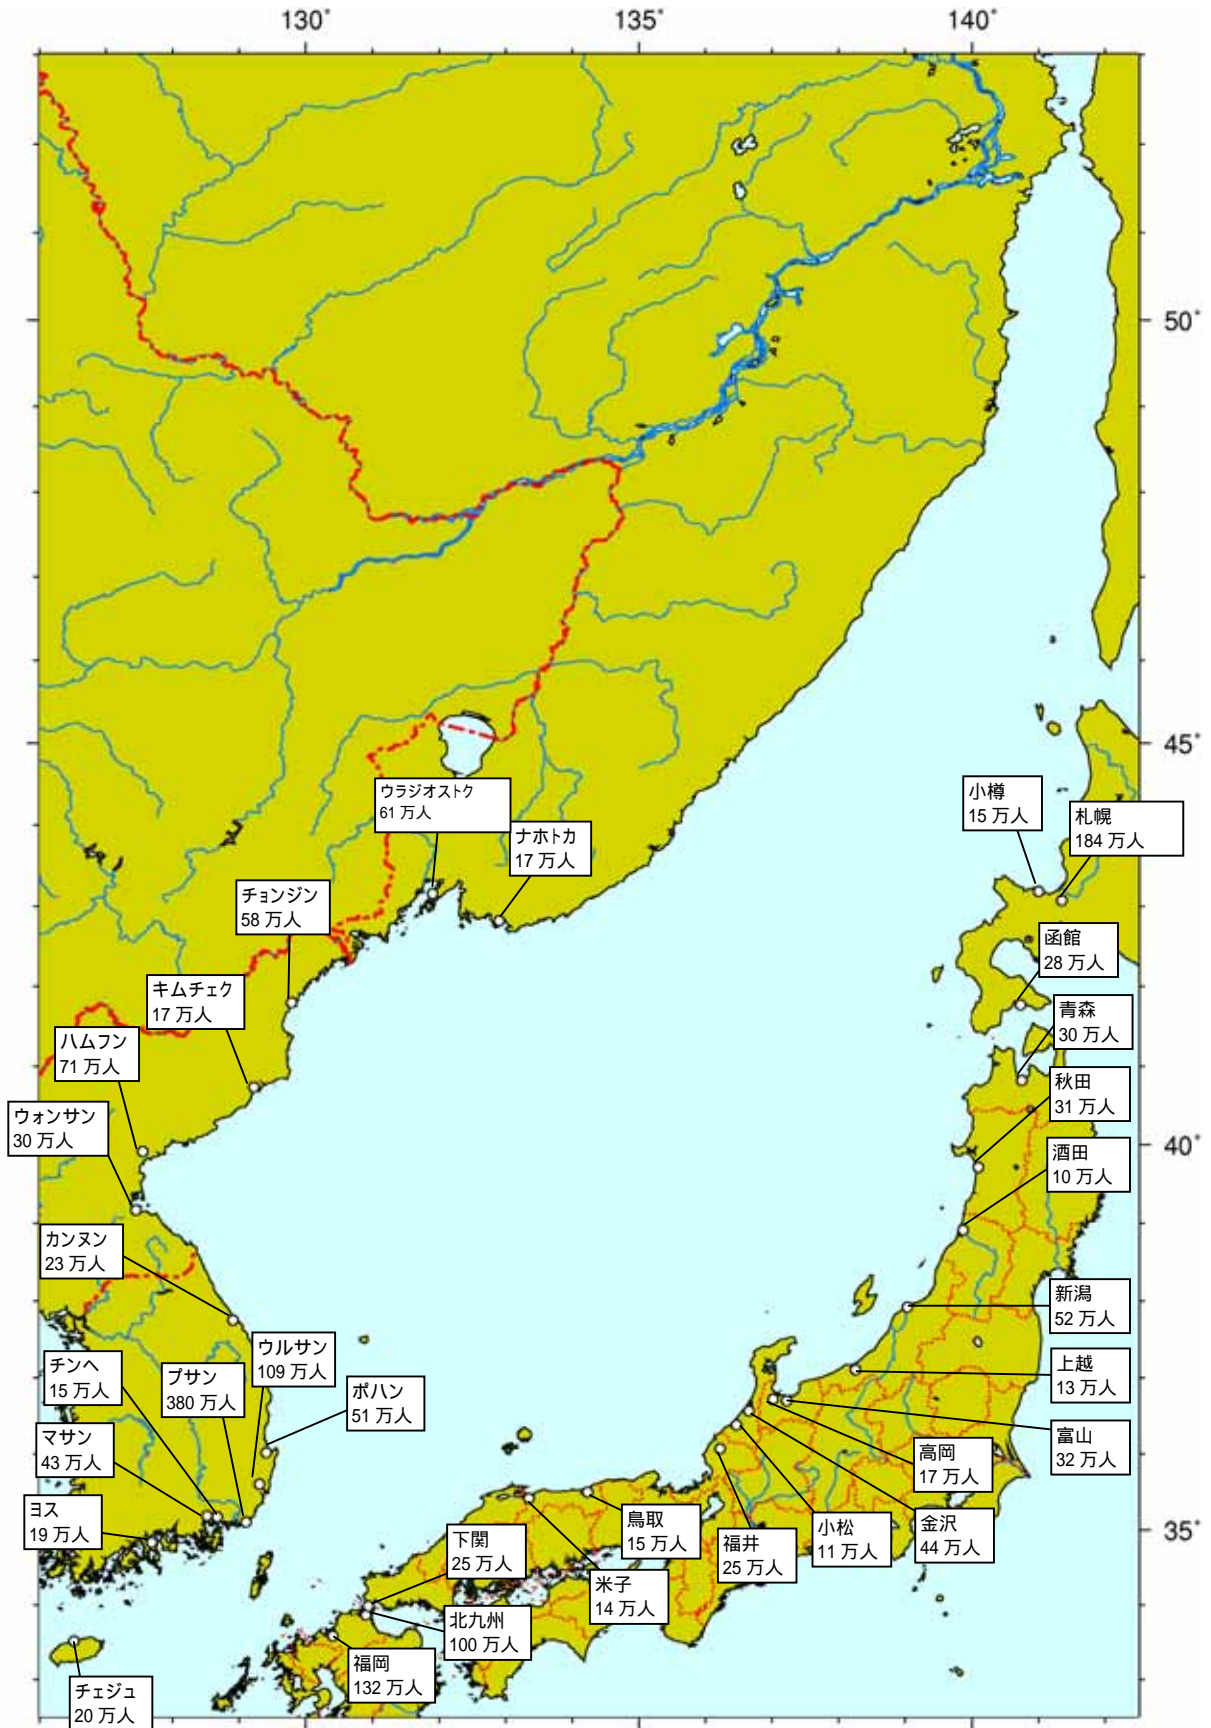 130°
135°
140°
50°
45°
40°
35°
ウラジオストク
61 万人
ナホトカ
17 万人
小樽
15 万人
札幌
184 万人
チョンジン
58 万人
函館
28 万人
キムチェク
17 万人
青森
30 万人
ハムフン
71 万人
秋田
31 万人
ウォンサン
30 万人
酒田
10 万人
カンヌン
23 万人
新潟
52 万人
ウルサン
109 万人
チンヘ
15 万人
プサン
380 万人
ポハン
51 万人
上越
13 万人
マサン
43 万人
富山
32 万人
高岡
17 万人
ヨス
19 万人
鳥取
15 万人
金沢
44 万人
小松
11 万人
下関
25 万人
福井
25 万人
米子
14 万人
北九州
100 万人
福岡
132 万人
チェジュ
20 万人